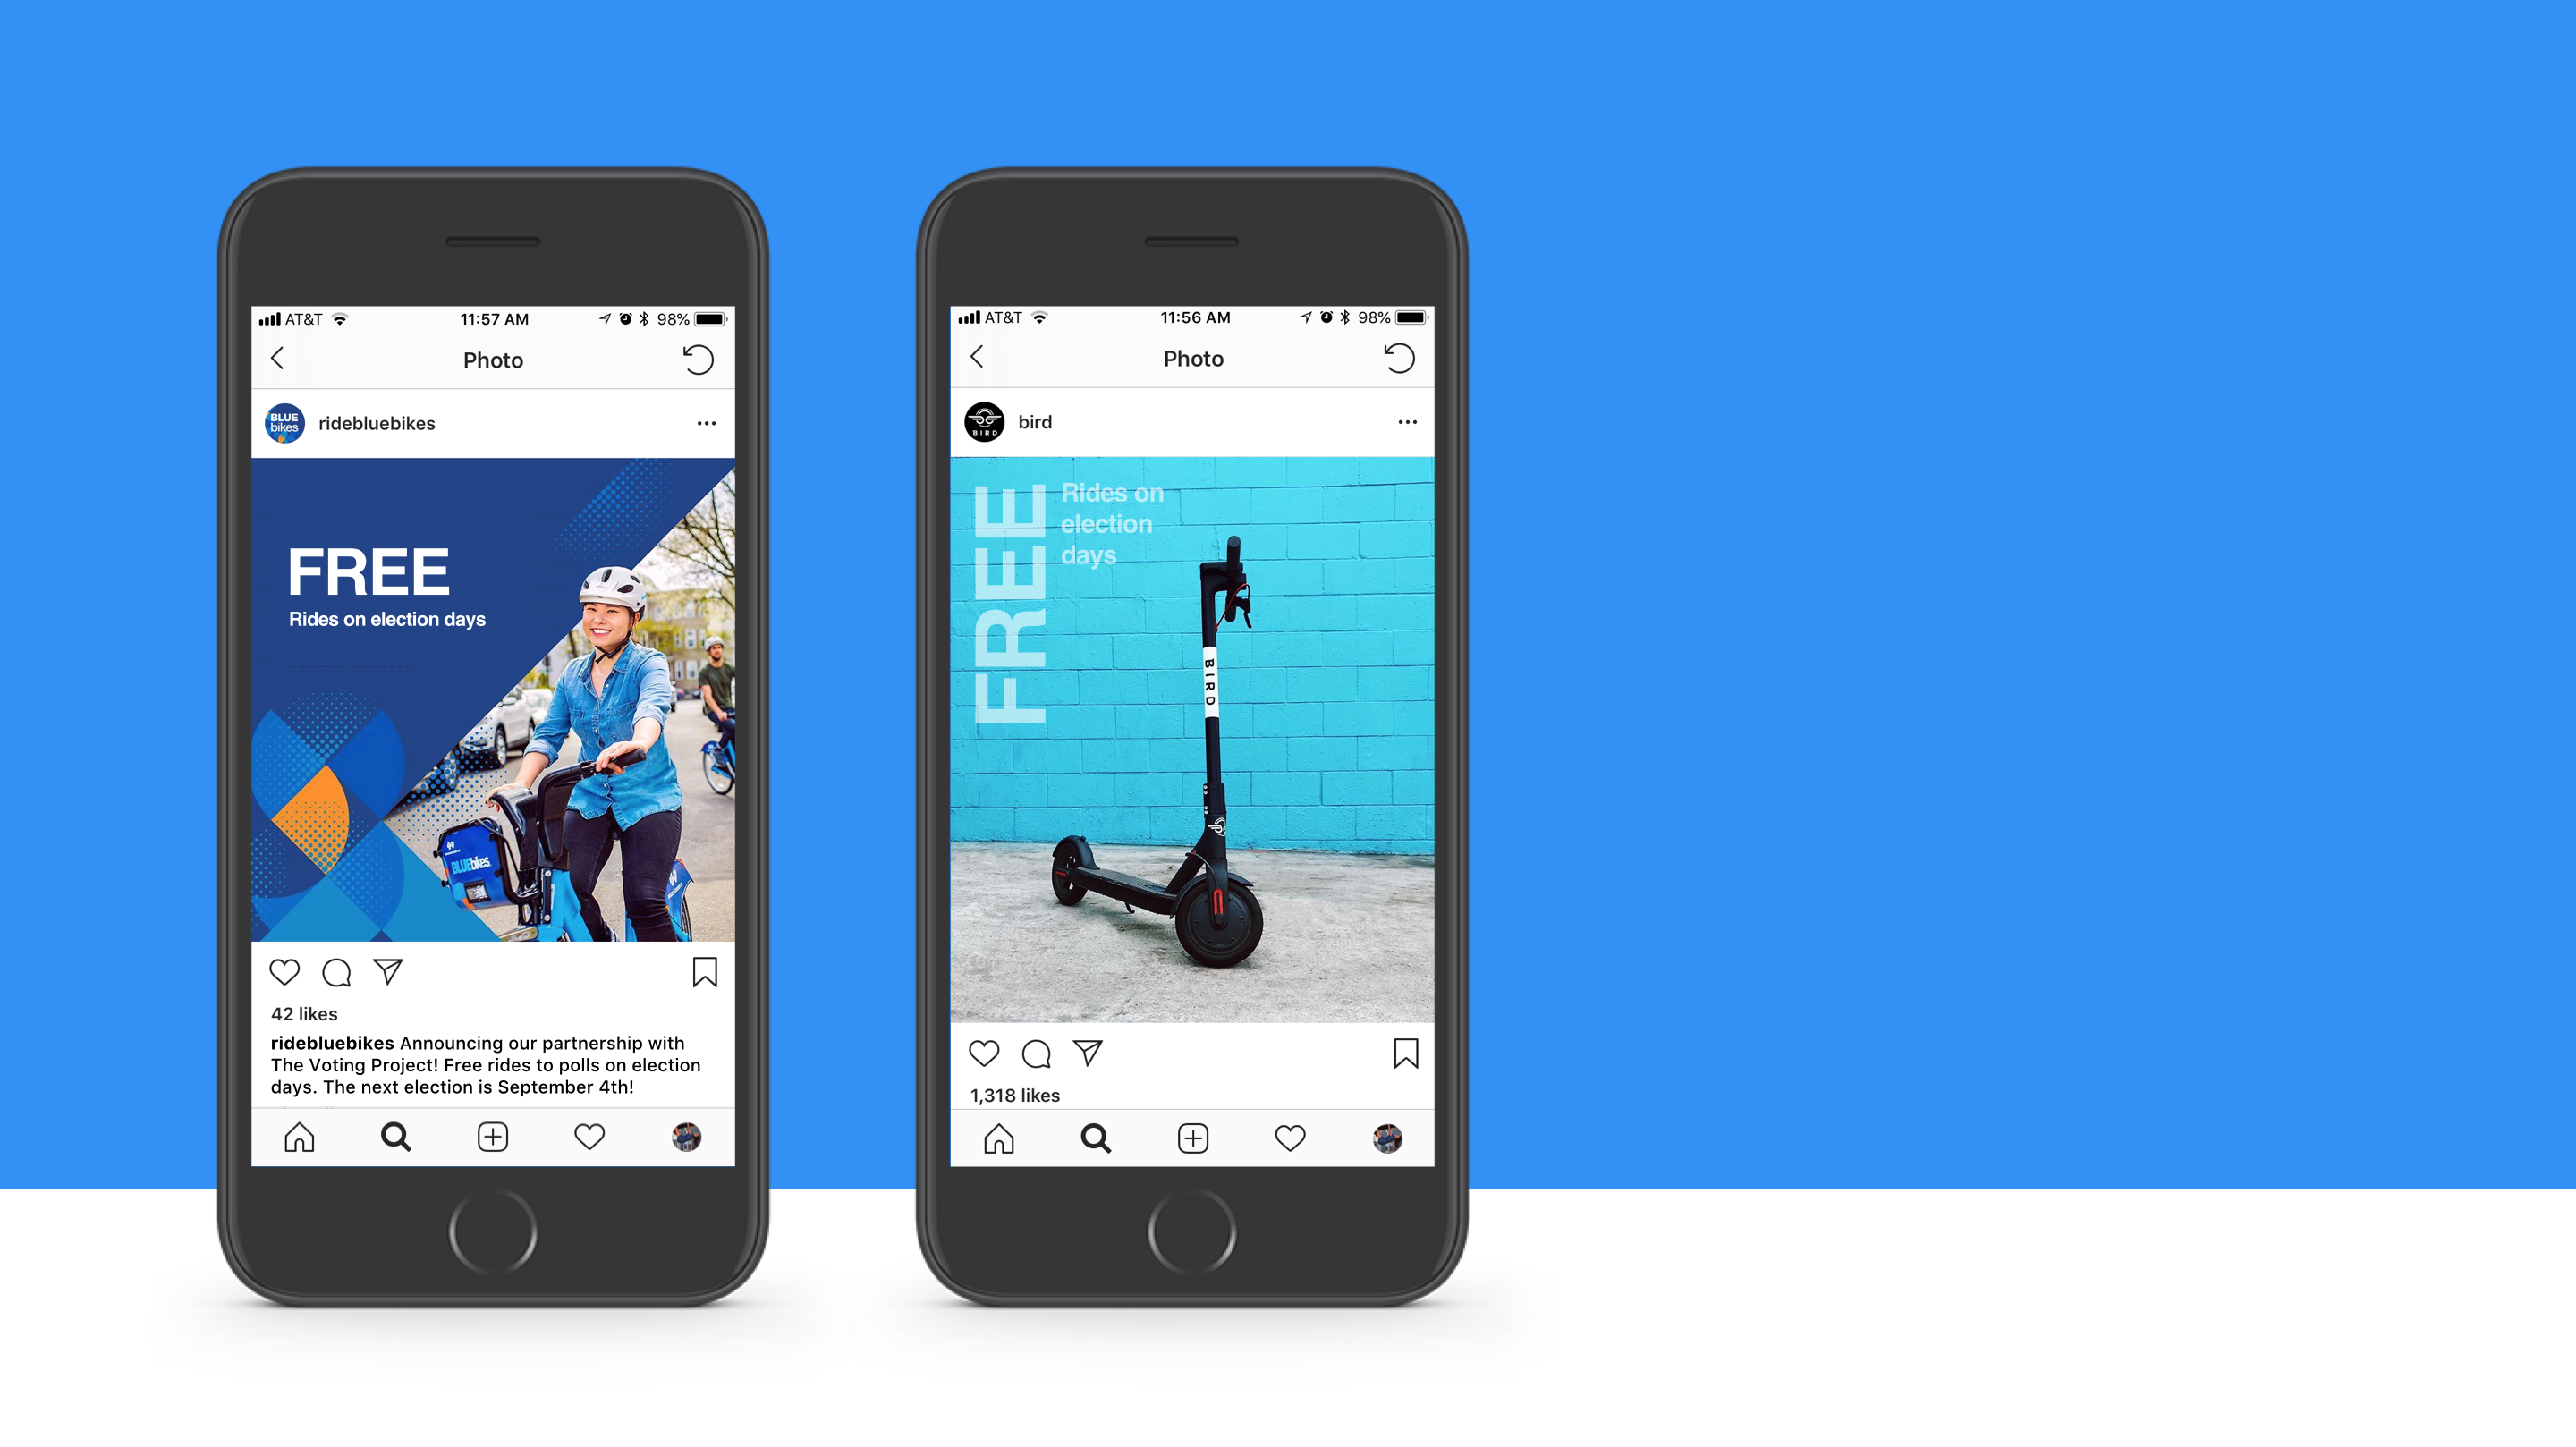 AT&T
11:57 AM
98%
Photo
BLUE
bikes
ridebluebikes
FREE
Rides on election days
BLUEbikes
42 likes
ridebluebikes Announcing our partnership with
The Voting Project! Free rides to polls on election
days. The next election is September 4th!
AT&T
11:56 AM
98%
Photo
BIRD
bird
FREE
Rides on
election
days
BIRD
1,318 likes